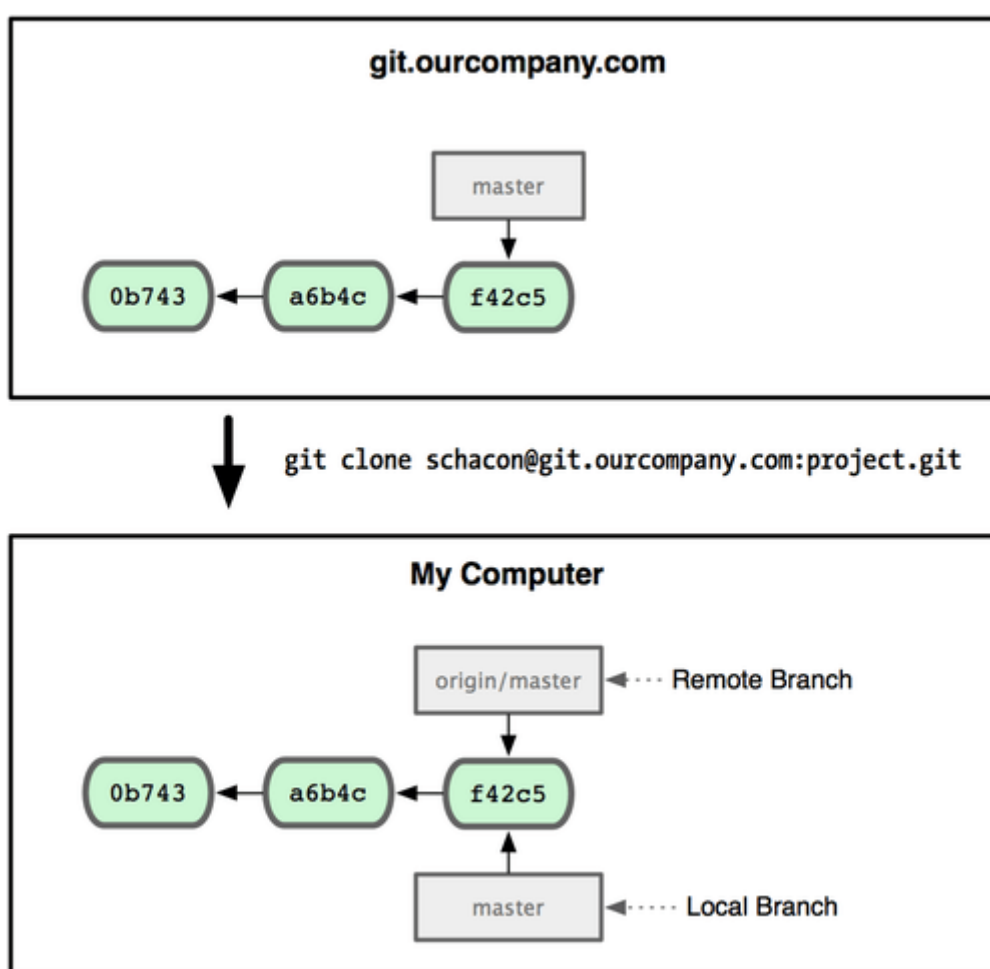 git.ourcompany.com
master
0b743 a6b4c f42c5
git clone schacon@git.ourcompany.com:project.git
My Computer
origin/master Remote Branch
0b743 a6b4c f42c5
master Local Branch